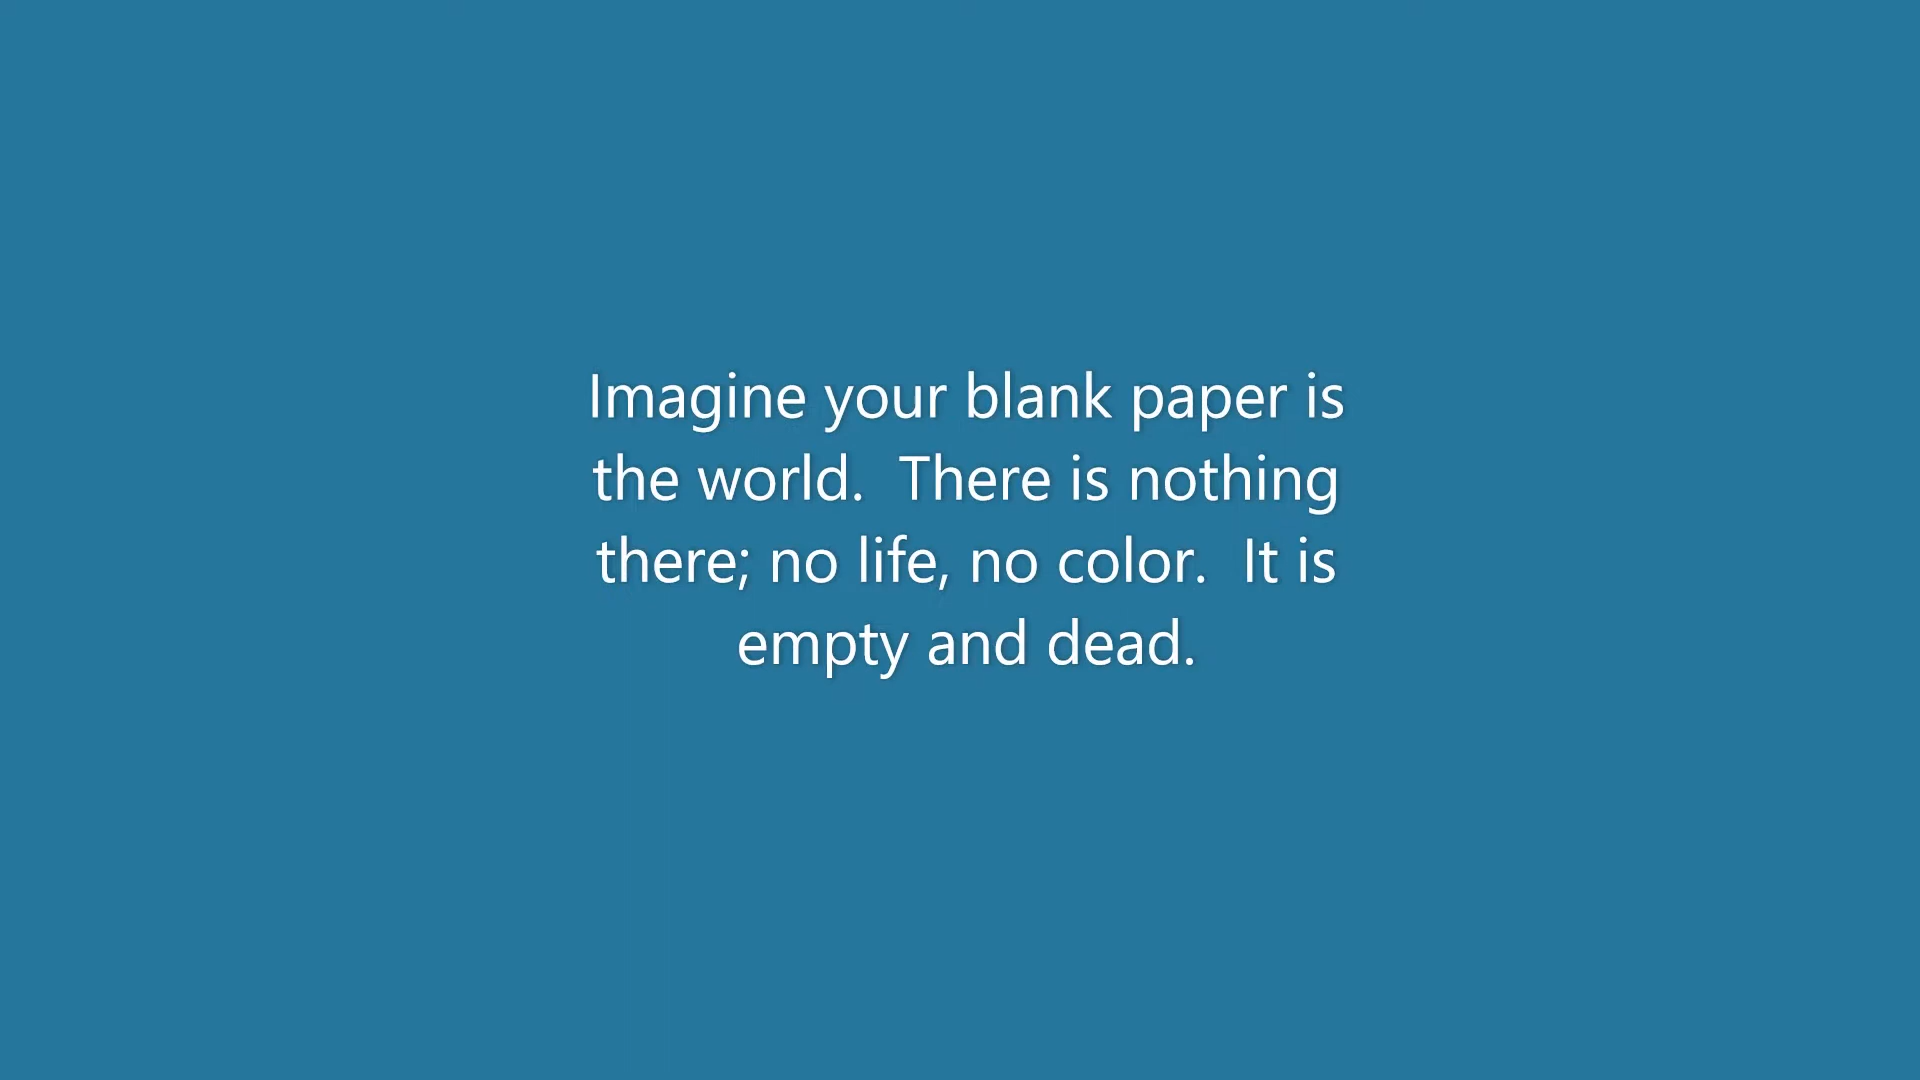 Imagine your blank paper is
the world.  There is nothing
there; no life, no color.  It is
empty and dead.